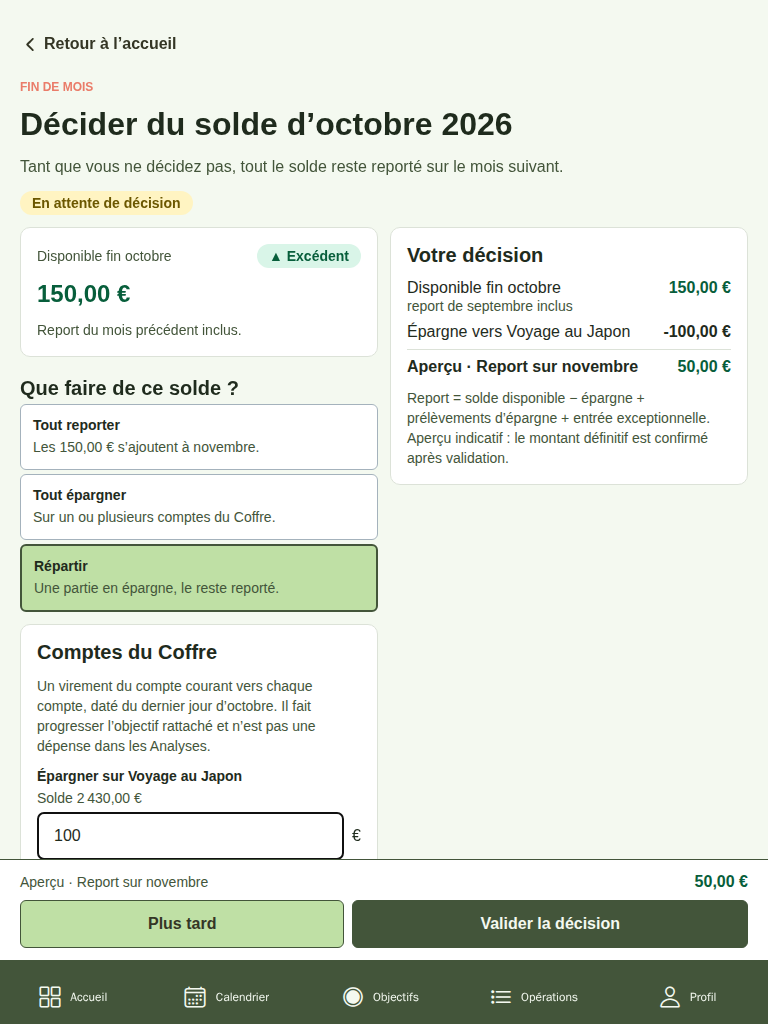 Retour à l’accueil
FIN DE MOIS
Décider du solde d’octobre 2026
Tant que vous ne décidez pas, tout le solde reste reporté sur le mois suivant.
En attente de décision
Disponible fin octobre
▲ Excédent
150,00 €
Report du mois précédent inclus.
Que faire de ce solde ?
Tout reporter
Les 150,00 € s’ajoutent à novembre.
Tout épargner
Sur un ou plusieurs comptes du Coffre.
Répartir
Une partie en épargne, le reste reporté.
Comptes du Coffre
Un virement du compte courant vers chaque
compte, daté du dernier jour d’octobre. Il fait
progresser l’objectif rattaché et n’est pas une
dépense dans les Analyses.
Épargner sur Voyage au Japon
Solde 2 430,00 €
100 €
Votre décision
Disponible fin octobre 150,00 €
report de septembre inclus
Épargne vers Voyage au Japon -100,00 €
Aperçu · Report sur novembre 50,00 €
Report = solde disponible − épargne +
prélèvements d’épargne + entrée exceptionnelle.
Aperçu indicatif : le montant définitif est confirmé
après validation.
Aperçu · Report sur novembre 50,00 €
Plus tard
Valider la décision
Accueil
Calendrier
Objectifs
Opérations
Profil